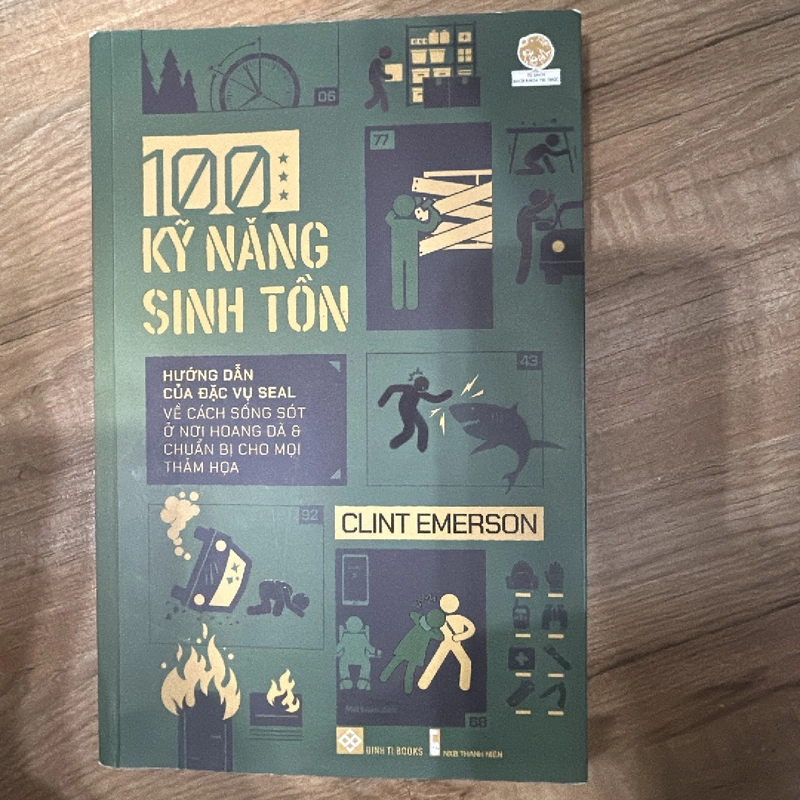 06
77
100
KỸ NĂNG
SINH TỒN
HƯỚNG DẪN
CỦA ĐẶC VỤ SEAL
VỀ CÁCH SỐNG SÓT
Ở NƠI HOANG DÃ &
CHUẨN BỊ CHO MỌI
THẢM HỌA
43
92
CLINT EMERSON
68
ĐINH TỊ BOOKS
NXB THANH NIÊN